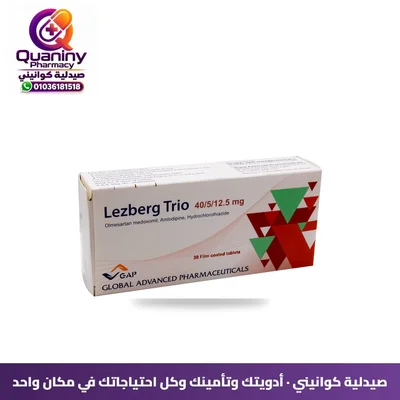 Quaniny
Pharmacy
صيدلية كوانيني
01036181518
Lezberg Trio 40/5/12.5 mg
Olmesartan medoxomil, Amlodipine, Hydrochlorothiazide
30 Film coated tablets
GAP
GLOBAL ADVANCED PHARMACEUTICALS
صيدلية كوانيني - أدويتك وتأمينك وكل احتياجاتك في مكان واحد